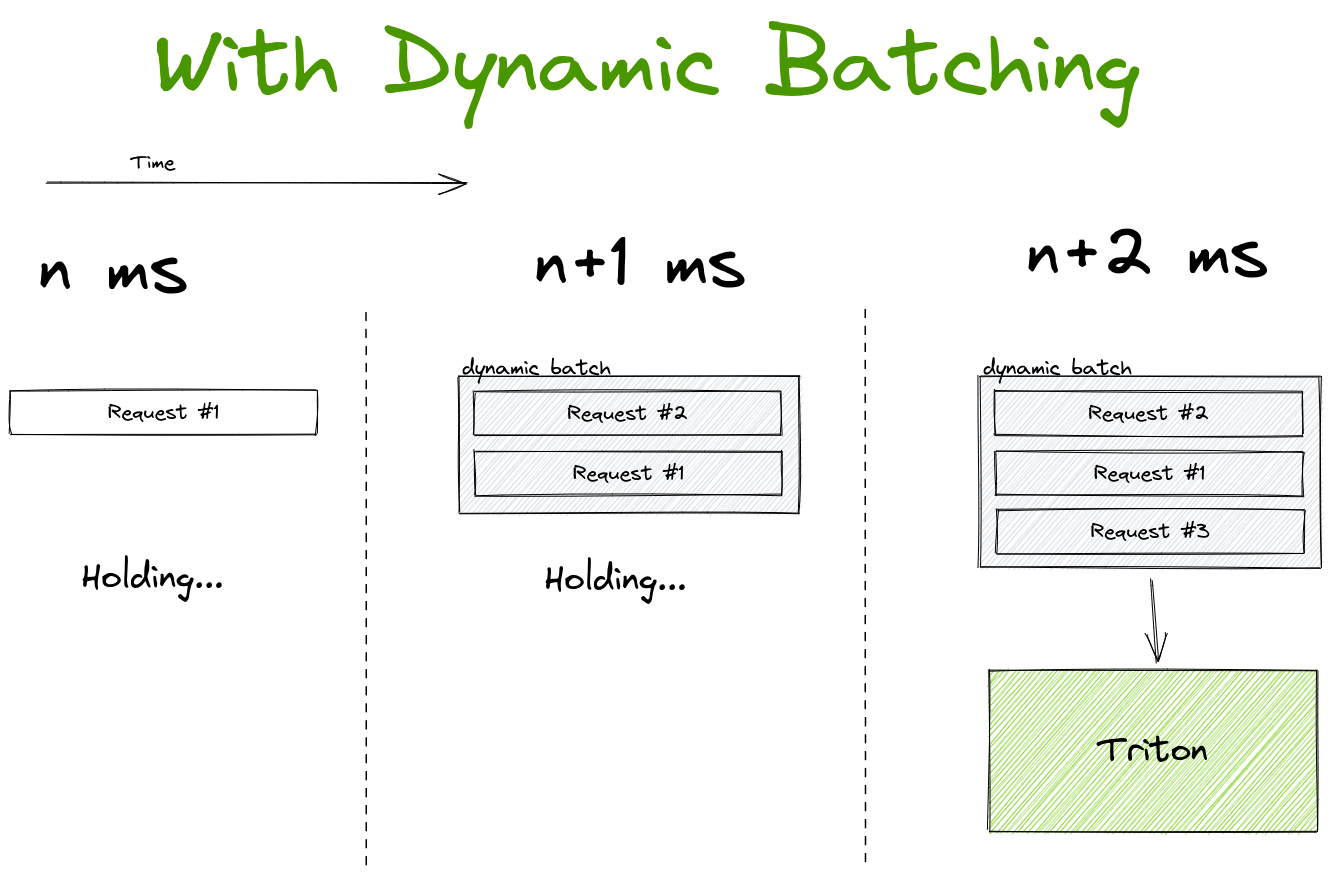 With Dynamic Batching
Time
n ms
n+1 ms
n+2 ms
Request #1
Holding...
dynamic batch
Request #2
Request #1
Holding...
dynamic batch
Request #2
Request #1
Request #3
Triton